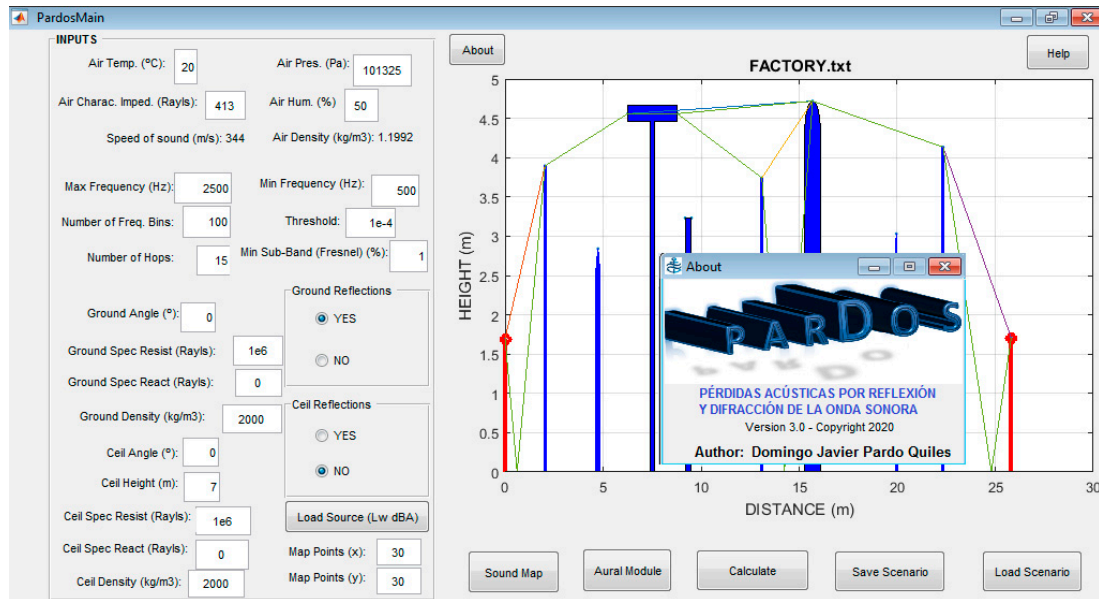 PardosMain
INPUTS
Air Temp. (ºC): 20 Air Pres. (Pa): 101325
Air Charac. Imped. (Rayls): 413 Air Hum. (%) 50
Speed of sound (m/s): 344 Air Density (kg/m3): 1.1992
Max Frequency (Hz): 2500 Min Frequency (Hz): 500
Number of Freq. Bins: 100 Threshold: 1e-4
Number of Hops: 15 Min Sub-Band (Fresnel) (%): 1
Ground Reflections
YES
NO
Ground Angle (º): 0
Ground Spec Resist (Rayls): 1e6
Ground Spec React (Rayls): 0
Ground Density (kg/m3): 2000
Ceil Reflections
YES
NO
Ceil Angle (º): 0
Ceil Height (m): 7
Ceil Spec Resist (Rayls): 1e6
Ceil Spec React (Rayls): 0
Ceil Density (kg/m3): 2000
Load Source (Lw dBA)
Map Points (x): 30
Map Points (y): 30
About
Help
FACTORY.txt
HEIGHT (m)
5
4.5
4
3.5
3
2.5
2
1.5
1
0.5
0
0 5 10 15 20 25 30
DISTANCE (m)
About
PARDOS
PÉRDIDAS ACÚSTICAS POR REFLEXIÓN
Y DIFRACCIÓN DE LA ONDA SONORA
Version 3.0 - Copyright 2020
Author: Domingo Javier Pardo Quiles
Sound Map
Aural Module
Calculate
Save Scenario
Load Scenario